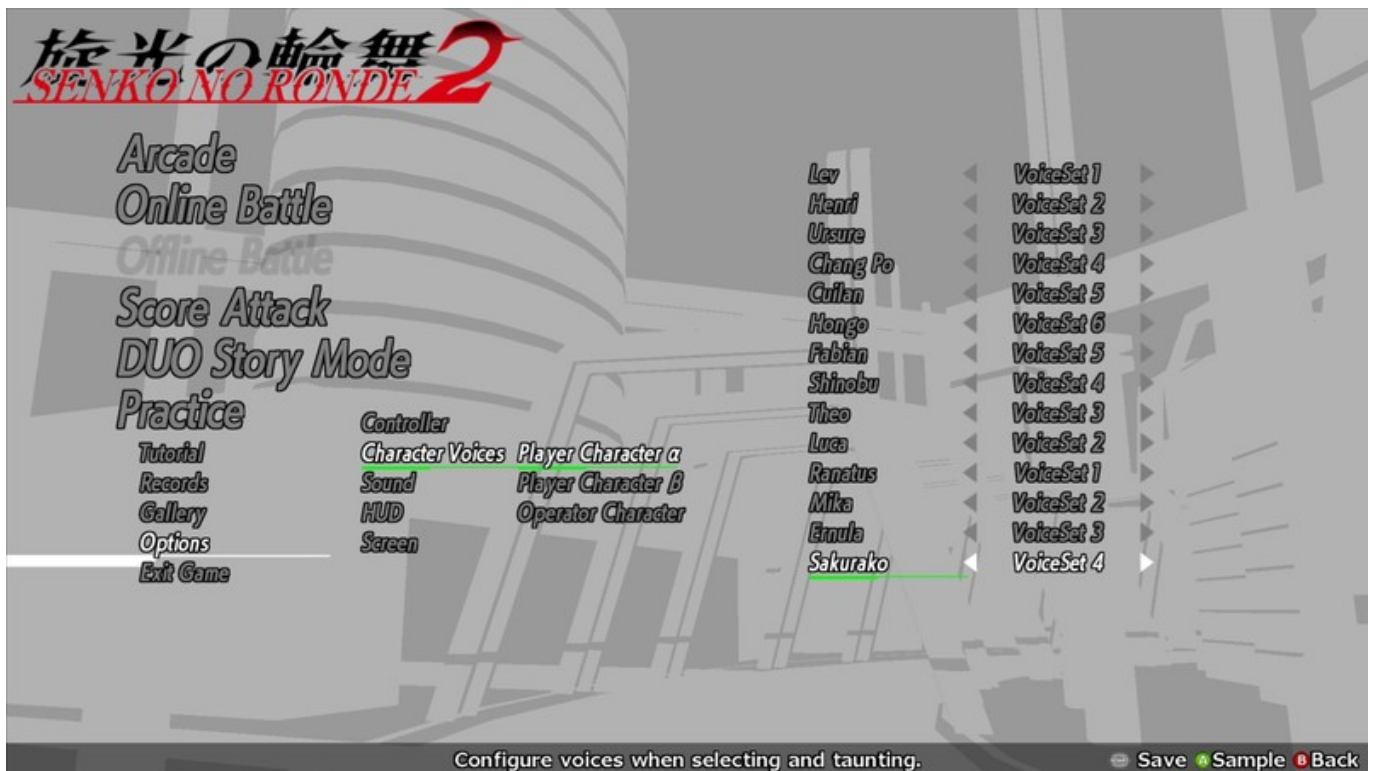 旋光の輪舞2
SENKO NO RONDE
Arcade
Online Battle
Offline Battle
Score Attack
DUO Story Mode
Practice
Tutorial
Records
Gallery
Options
Exit Game
Controller
Character Voices
Sound
HUD
Screen
Player Character α
Player Character β
Operator Character
Lev VoiceSet 1
Henri VoiceSet 2
Ursure VoiceSet 3
Chang Po VoiceSet 4
Cuilan VoiceSet 5
Hongo VoiceSet 6
Fabian VoiceSet 5
Shinobu VoiceSet 4
Theo VoiceSet 3
Luca VoiceSet 2
Ranatus VoiceSet 1
Mika VoiceSet 2
Ernula VoiceSet 3
Sakurako VoiceSet 4
Configure voices when selecting and taunting.
Save A Sample B Back